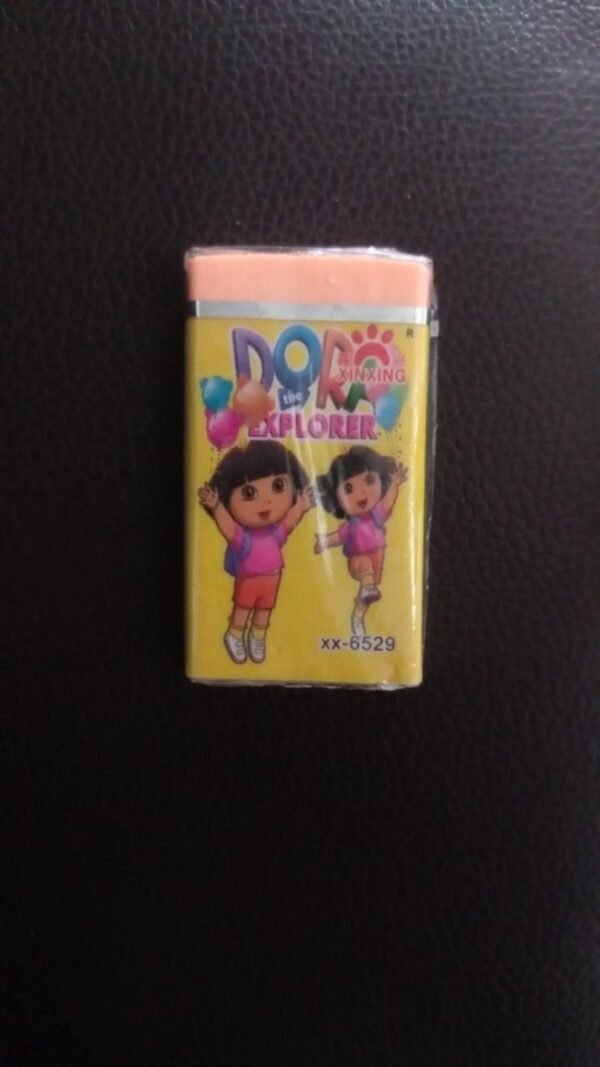 DORA
XINXING
the
EXPLORER
R
xx-6529